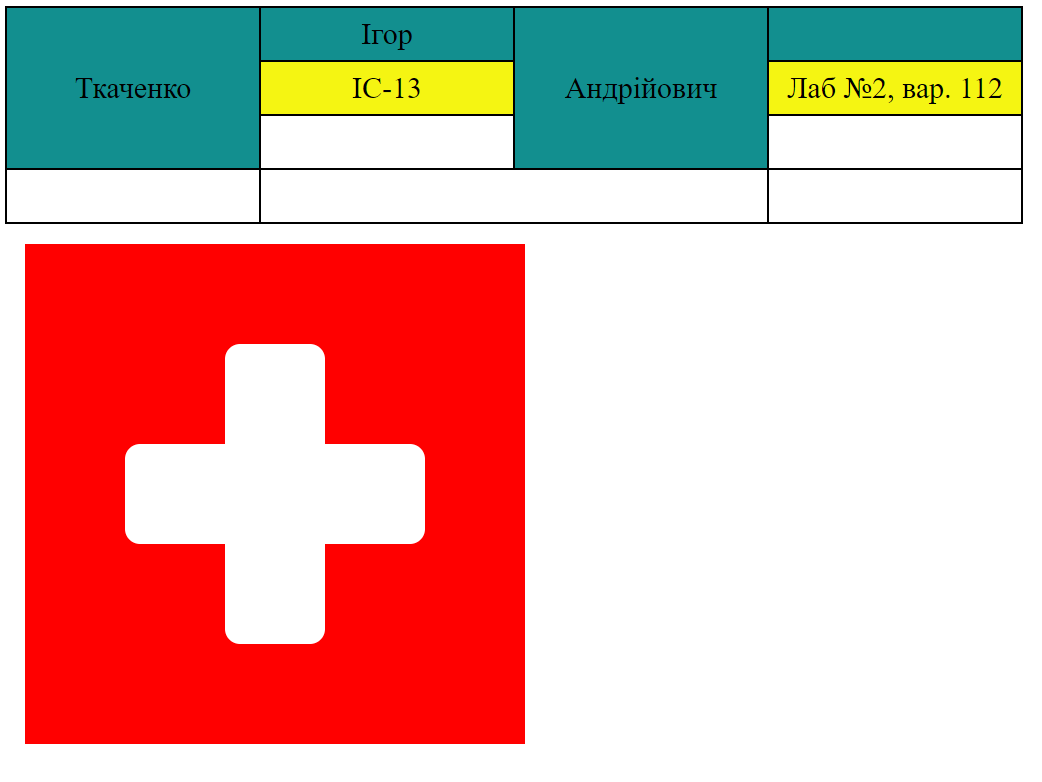 Ігор
Ткаченко
ІС-13
Андрійович
Лаб №2, вар. 112